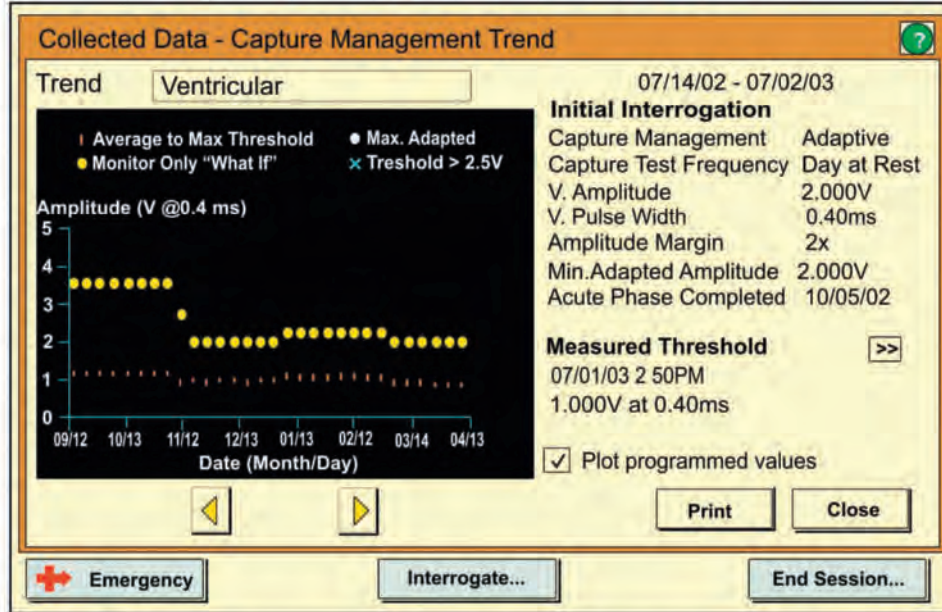 Collected Data - Capture Management Trend
?
Trend Ventricular
07/14/02 - 07/02/03
Average to Max Threshold Max. Adapted
Monitor Only "What If" Treshold > 2.5V
Amplitude (V @0.4 ms)
5
4
3
2
1
0
09/12 10/13 11/12 12/13 01/13 02/12 03/14 04/13
Date (Month/Day)
Initial Interrogation
Capture Management Adaptive
Capture Test Frequency Day at Rest
V. Amplitude 2.000V
V. Pulse Width 0.40ms
Amplitude Margin 2x
Min.Adapted Amplitude 2.000V
Acute Phase Completed 10/05/02
Measured Threshold >>
07/01/03 2 50PM
1.000V at 0.40ms
Plot programmed values
Print Close
Emergency Interrogate... End Session...